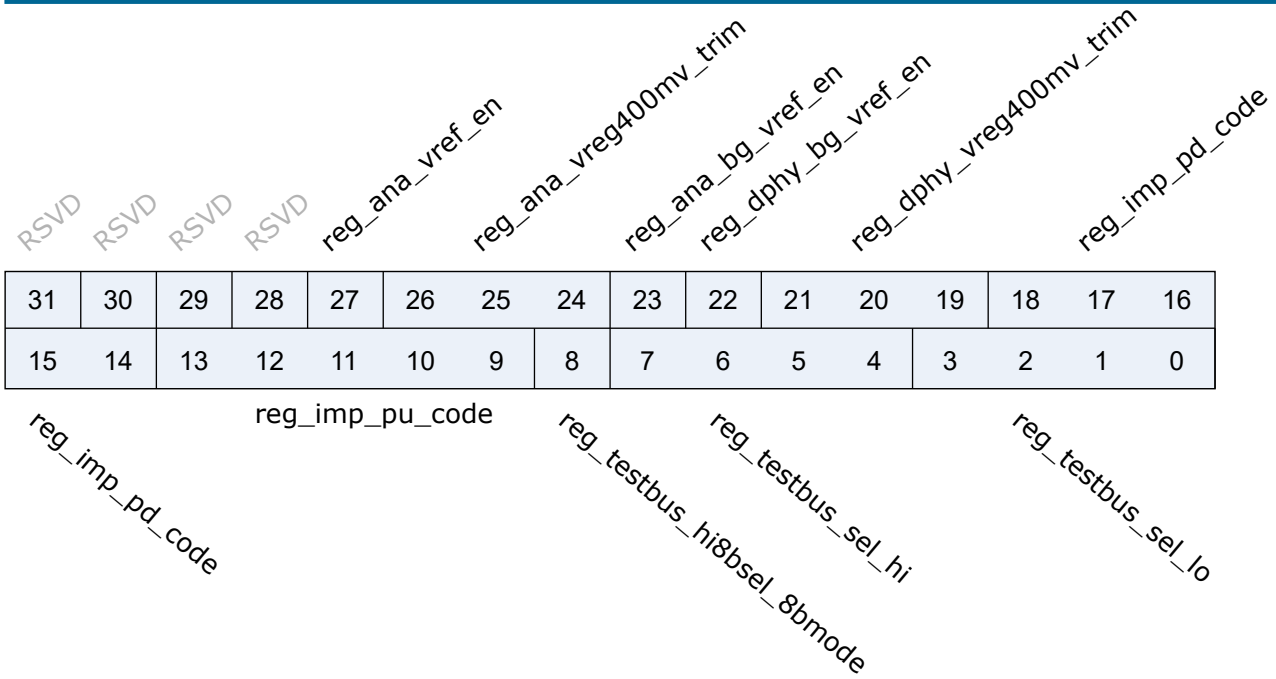 RSVD
RSVD
RSVD
RSVD
reg_ana_vref_en
reg_ana_vreg400mv_trim
reg_ana_bg_vref_en
reg_dphy_bg_vref_en
reg_dphy_vreg400mv_trim
reg_imp_pd_code
31 30 29 28 27 26 25 24 23 22 21 20 19 18 17 16
15 14 13 12 11 10 9 8 7 6 5 4 3 2 1 0
reg_imp_pd_code
reg_imp_pu_code
reg_testbus_hi8bsel_8bmode
reg_testbus_sel_hi
reg_testbus_sel_lo